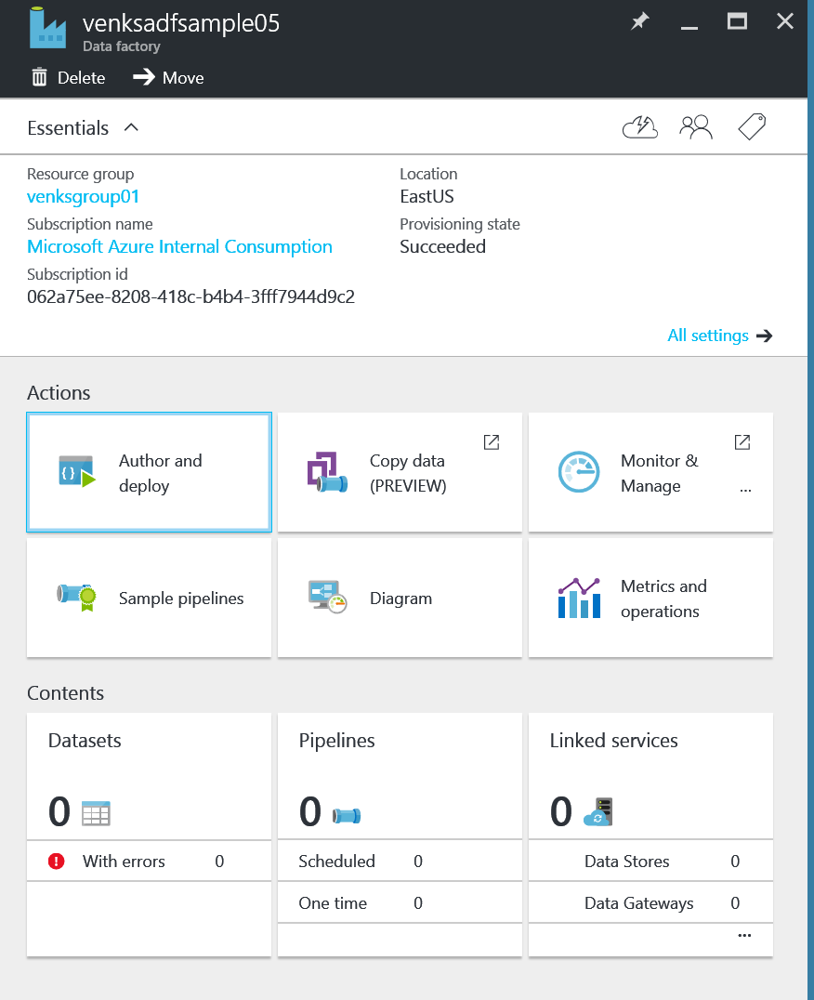 venksadfsample05
Data factory
Delete
Move
Essentials
Resource group
venksgroup01
Location
EastUS
Subscription name
Microsoft Azure Internal Consumption
Provisioning state
Succeeded
Subscription id
062a75ee-8208-418c-b4b4-3fff7944d9c2
All settings
Actions
Author and
deploy
Copy data
(PREVIEW)
Monitor &
Manage
...
Sample pipelines
Diagram
Metrics and
operations
Contents
Datasets
0
With errors 0
Pipelines
0
Scheduled 0
One time 0
Linked services
0
Data Stores 0
Data Gateways 0
...